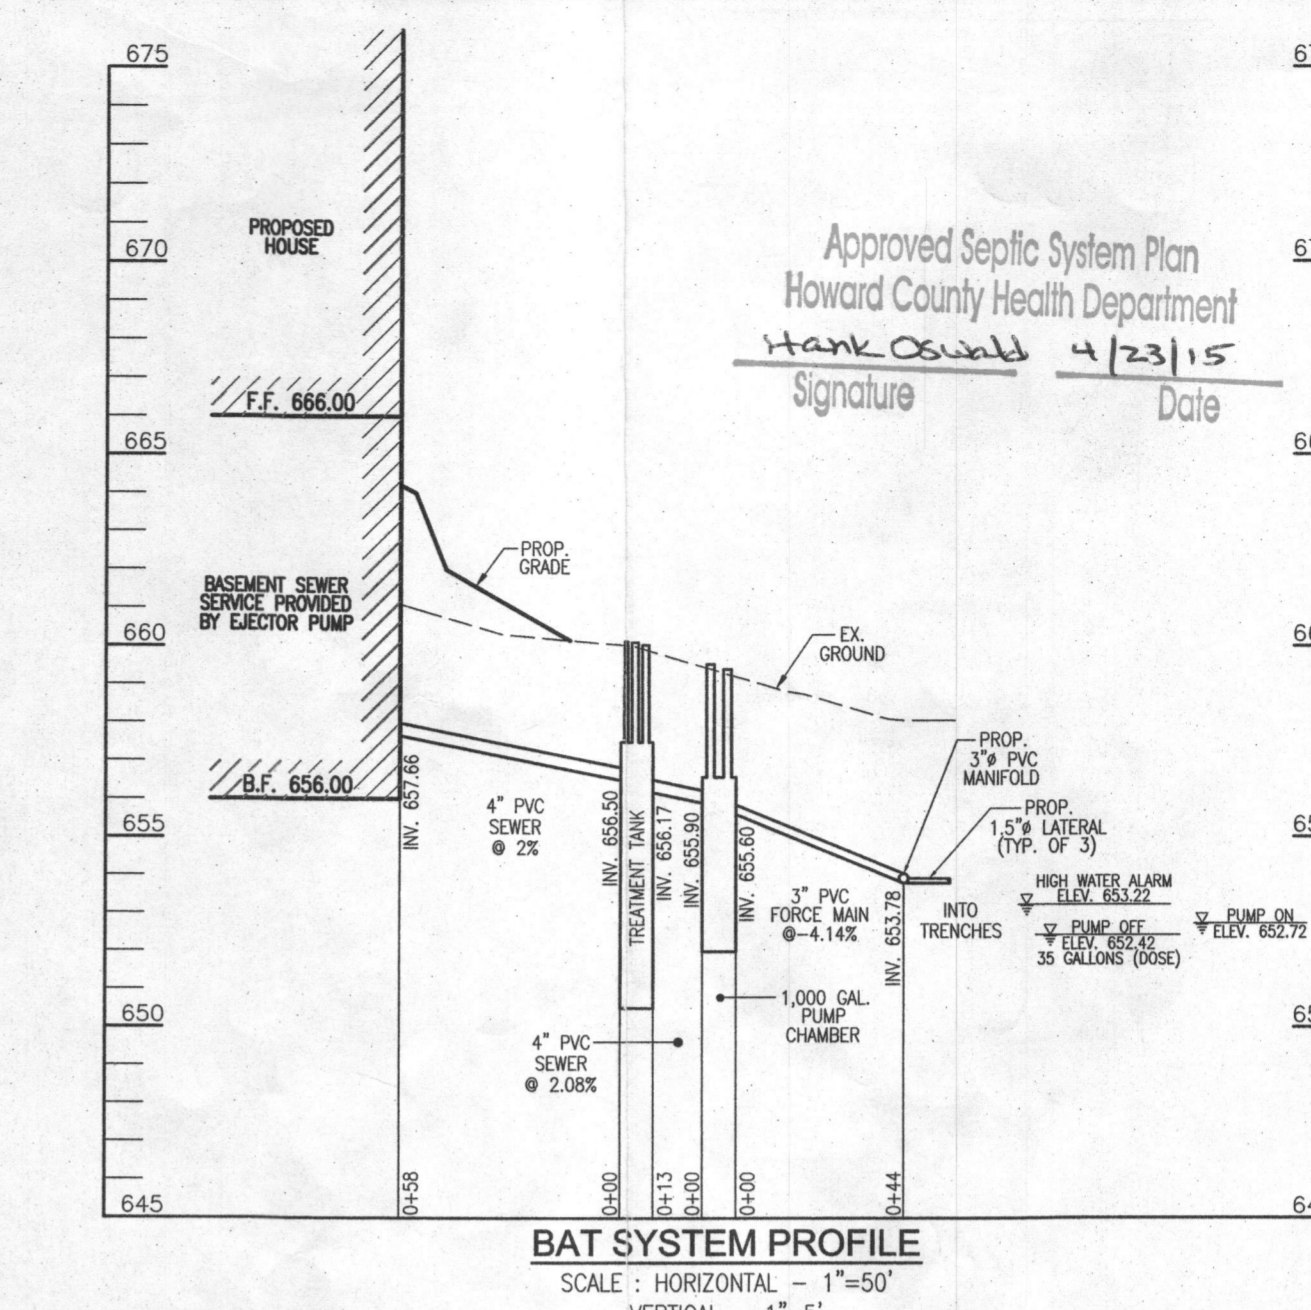 675
670
665
660
655
650
645
PROPOSED
HOUSE
F.F. 666.00
BASEMENT SEWER
SERVICE PROVIDED
BY EJECTOR PUMP
B.F. 656.00
Approved Septic System Plan
Howard County Health Department
Hank Oswald 4/23/15
Signature Date
PROP.
GRADE
EX.
GROUND
PROP.
3"ø PVC
MANIFOLD
PROP.
1.5"ø LATERAL
(TYP. OF 3)
HIGH WATER ALARM
ELEV. 653.22
PUMP ON
ELEV. 652.72
PUMP OFF
ELEV. 652.42
35 GALLONS (DOSE)
INTO
TRENCHES
INV. 657.66
4" PVC
SEWER
@ 2%
INV. 656.50
TREATMENT TANK
INV. 656.17
INV. 655.90
INV. 655.60
3" PVC
FORCE MAIN
@-4.14%
INV. 653.78
1,000 GAL.
PUMP
CHAMBER
4" PVC
SEWER
@ 2.08%
0+58
0+00
0+13
0+00
0+00
0+44
BAT SYSTEM PROFILE
SCALE : HORIZONTAL - 1"=50'